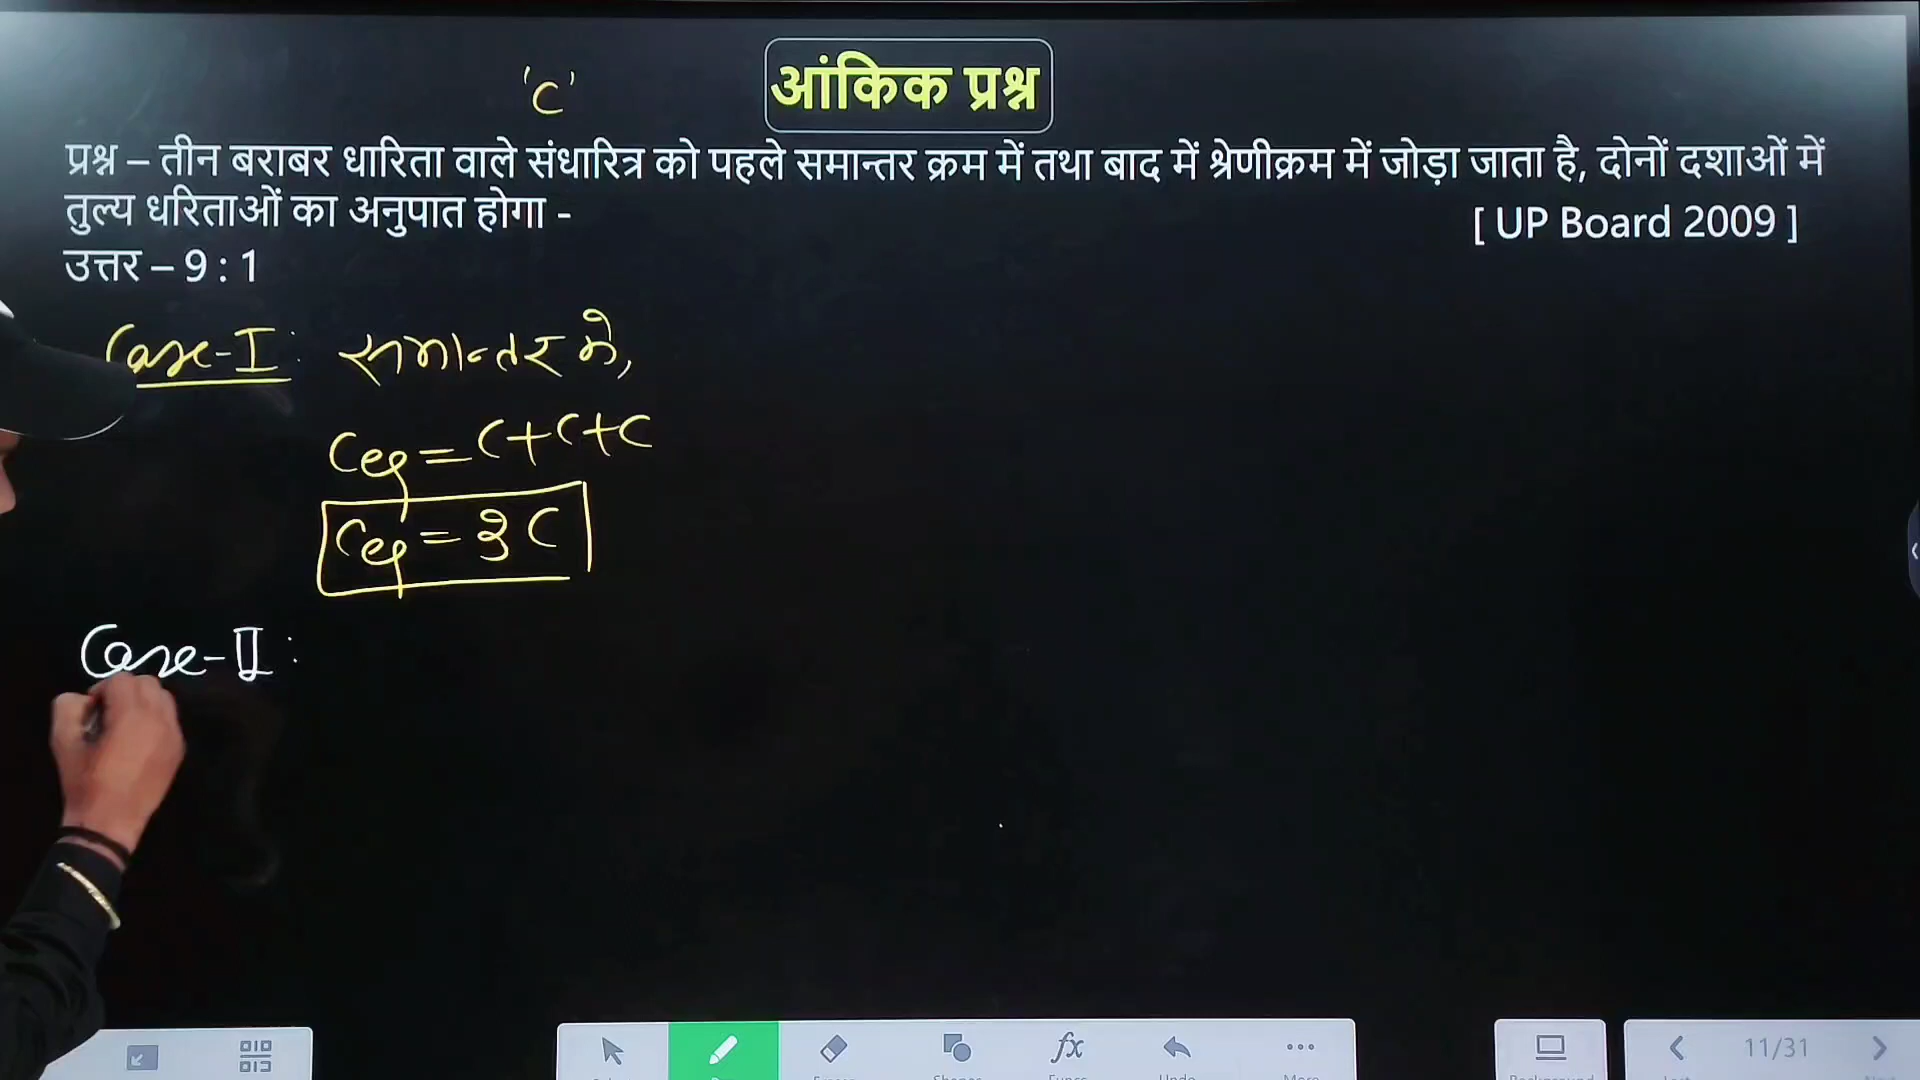 'C'
आंकिक प्रश्न
प्रश्न – तीन बराबर धारिता वाले संधारित्र को पहले समान्तर क्रम में तथा बाद में श्रेणीक्रम में जोड़ा जाता है, दोनों दशाओं में
तुल्य धरिताओं का अनुपात होगा -
[ UP Board 2009 ]
उत्तर – 9 : 1
Case-I : समान्तर में,
Ceq = C+C+C
Ceq = 3C
Case-II :
fx
11/31